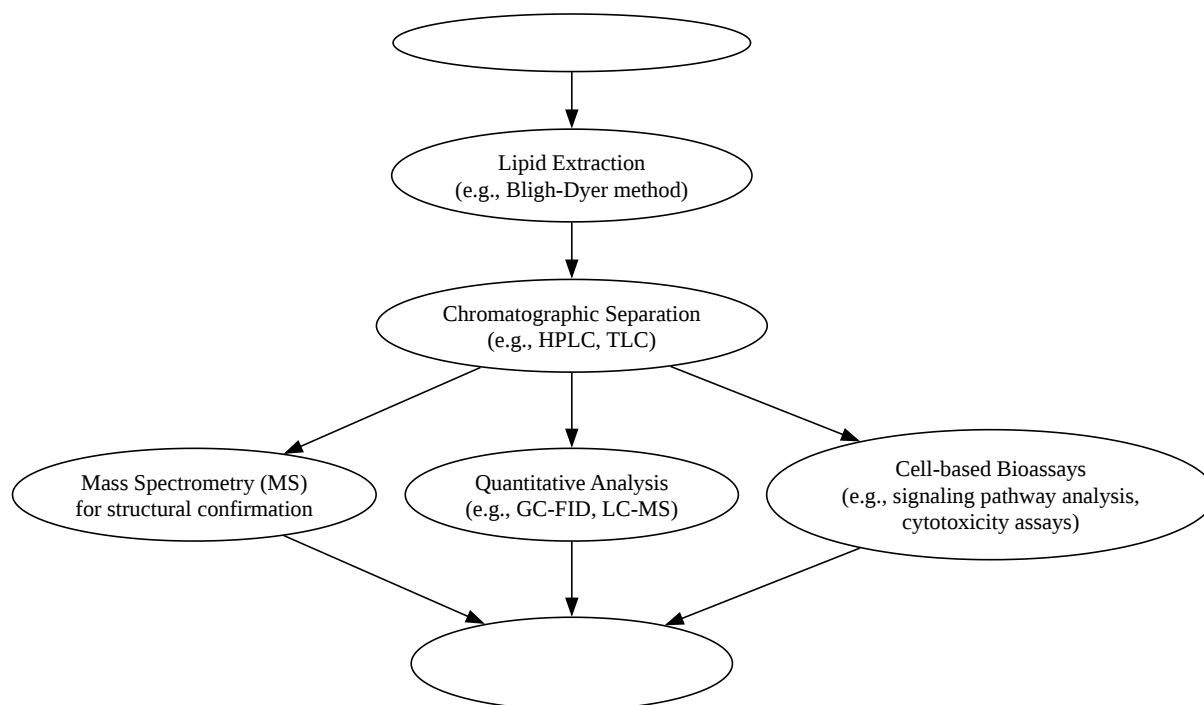 Lipid Extraction
(e.g., Bligh-Dyer method)
Chromatographic Separation
(e.g., HPLC, TLC)
Mass Spectrometry (MS)
for structural confirmation
Quantitative Analysis
(e.g., GC-FID, LC-MS)
Cell-based Bioassays
(e.g., signaling pathway analysis,
cytotoxicity assays)